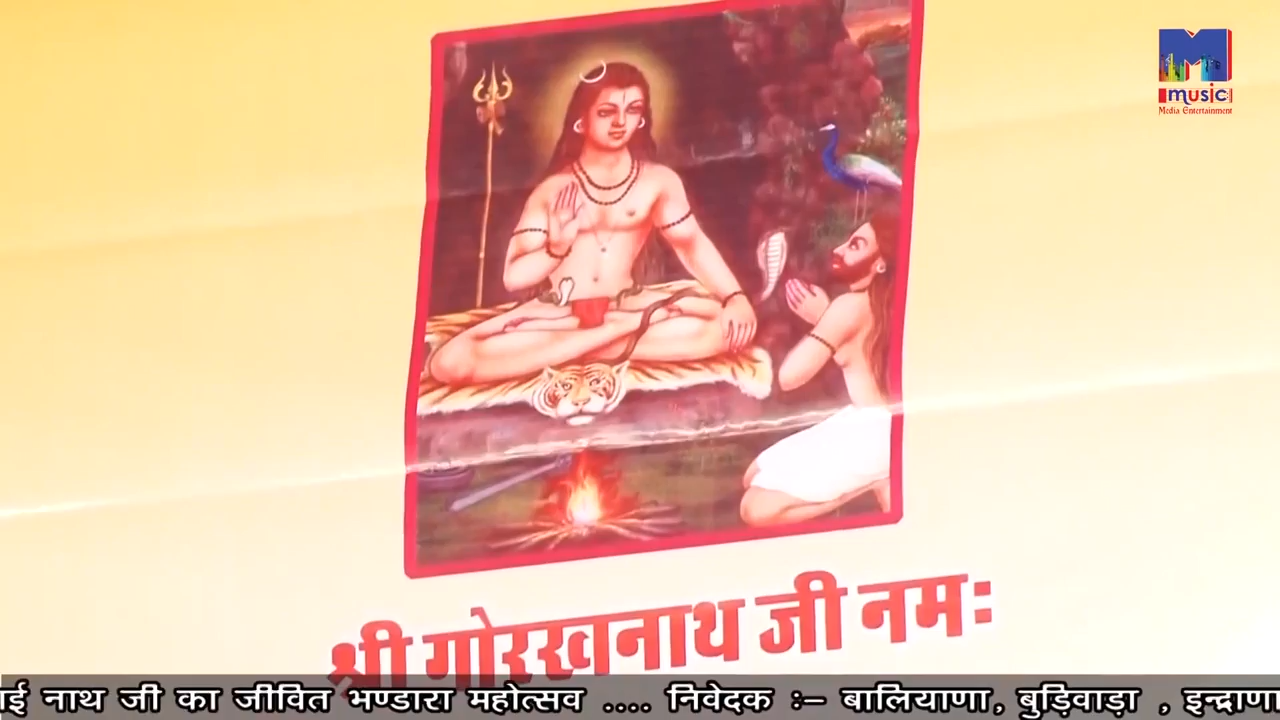 M
music
Media Entertainment
श्री गोरखनाथ जी नमः
नाथ जी का जीवित भण्डारा महोत्सव .... निवेदक :- बालियाणा, बुड़िवाड़ा , इन्द्राणा